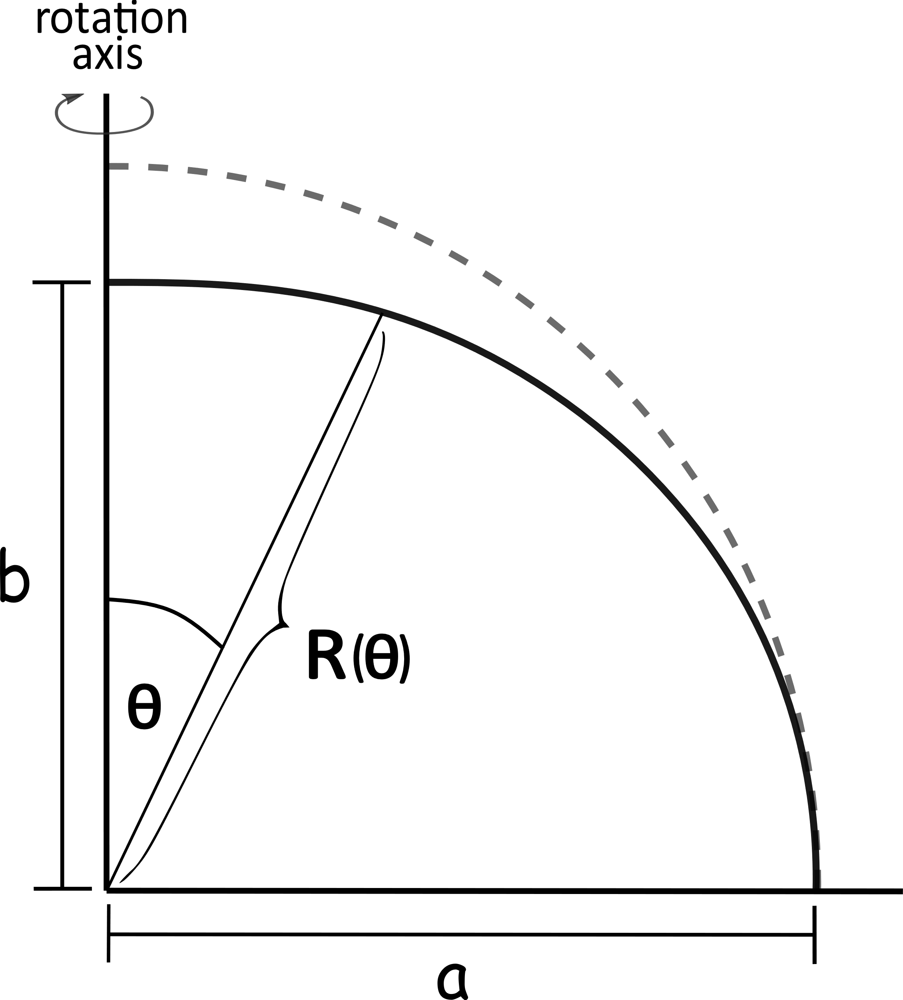 rotation
axis
b
R(θ)
θ
a